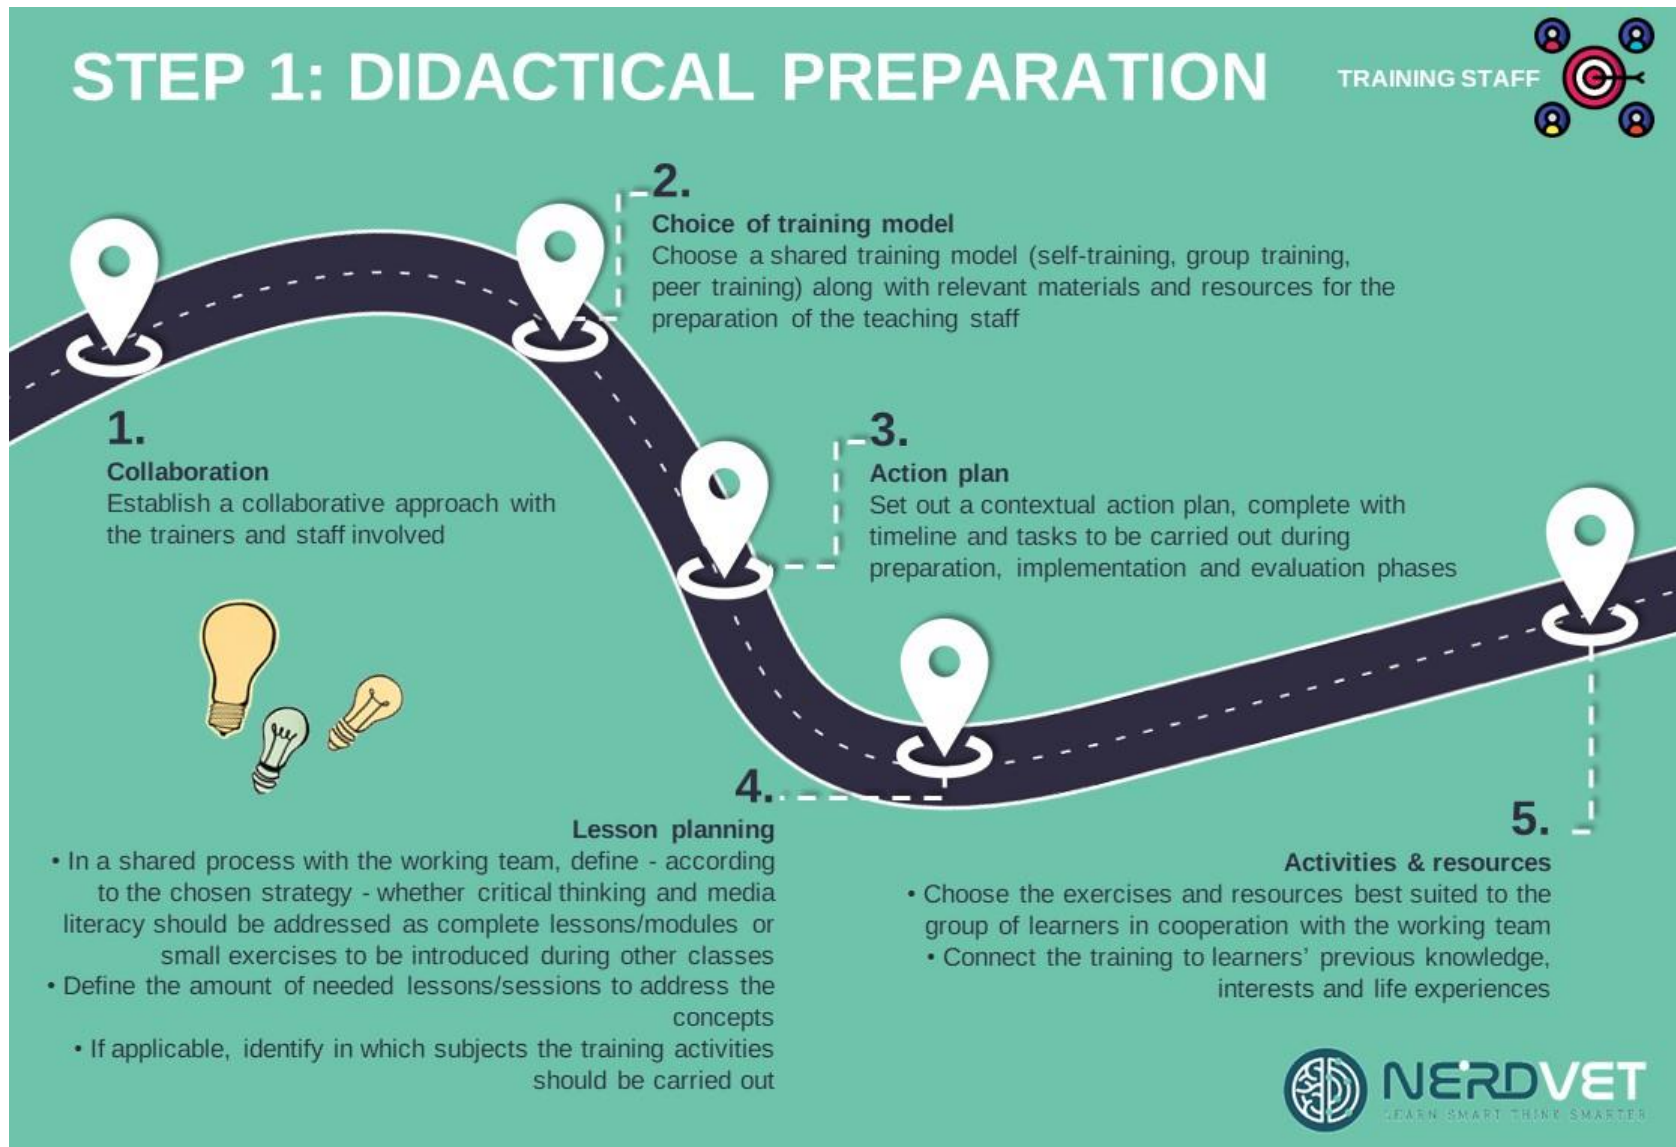 STEP 1: DIDACTICAL PREPARATION
TRAINING STAFF
2.
Choice of training model
Choose a shared training model (self-training, group training,
peer training) along with relevant materials and resources for the
preparation of the teaching staff
1.
Collaboration
Establish a collaborative approach with
the trainers and staff involved
3.
Action plan
Set out a contextual action plan, complete with
timeline and tasks to be carried out during
preparation, implementation and evaluation phases
4.
Lesson planning
• In a shared process with the working team, define - according
to the chosen strategy - whether critical thinking and media
literacy should be addressed as complete lessons/modules or
small exercises to be introduced during other classes
• Define the amount of needed lessons/sessions to address the
concepts
• If applicable, identify in which subjects the training activities
should be carried out
5.
Activities & resources
• Choose the exercises and resources best suited to the
group of learners in cooperation with the working team
• Connect the training to learners' previous knowledge,
interests and life experiences
NERDVET
LEARN SMART THINK SMARTER